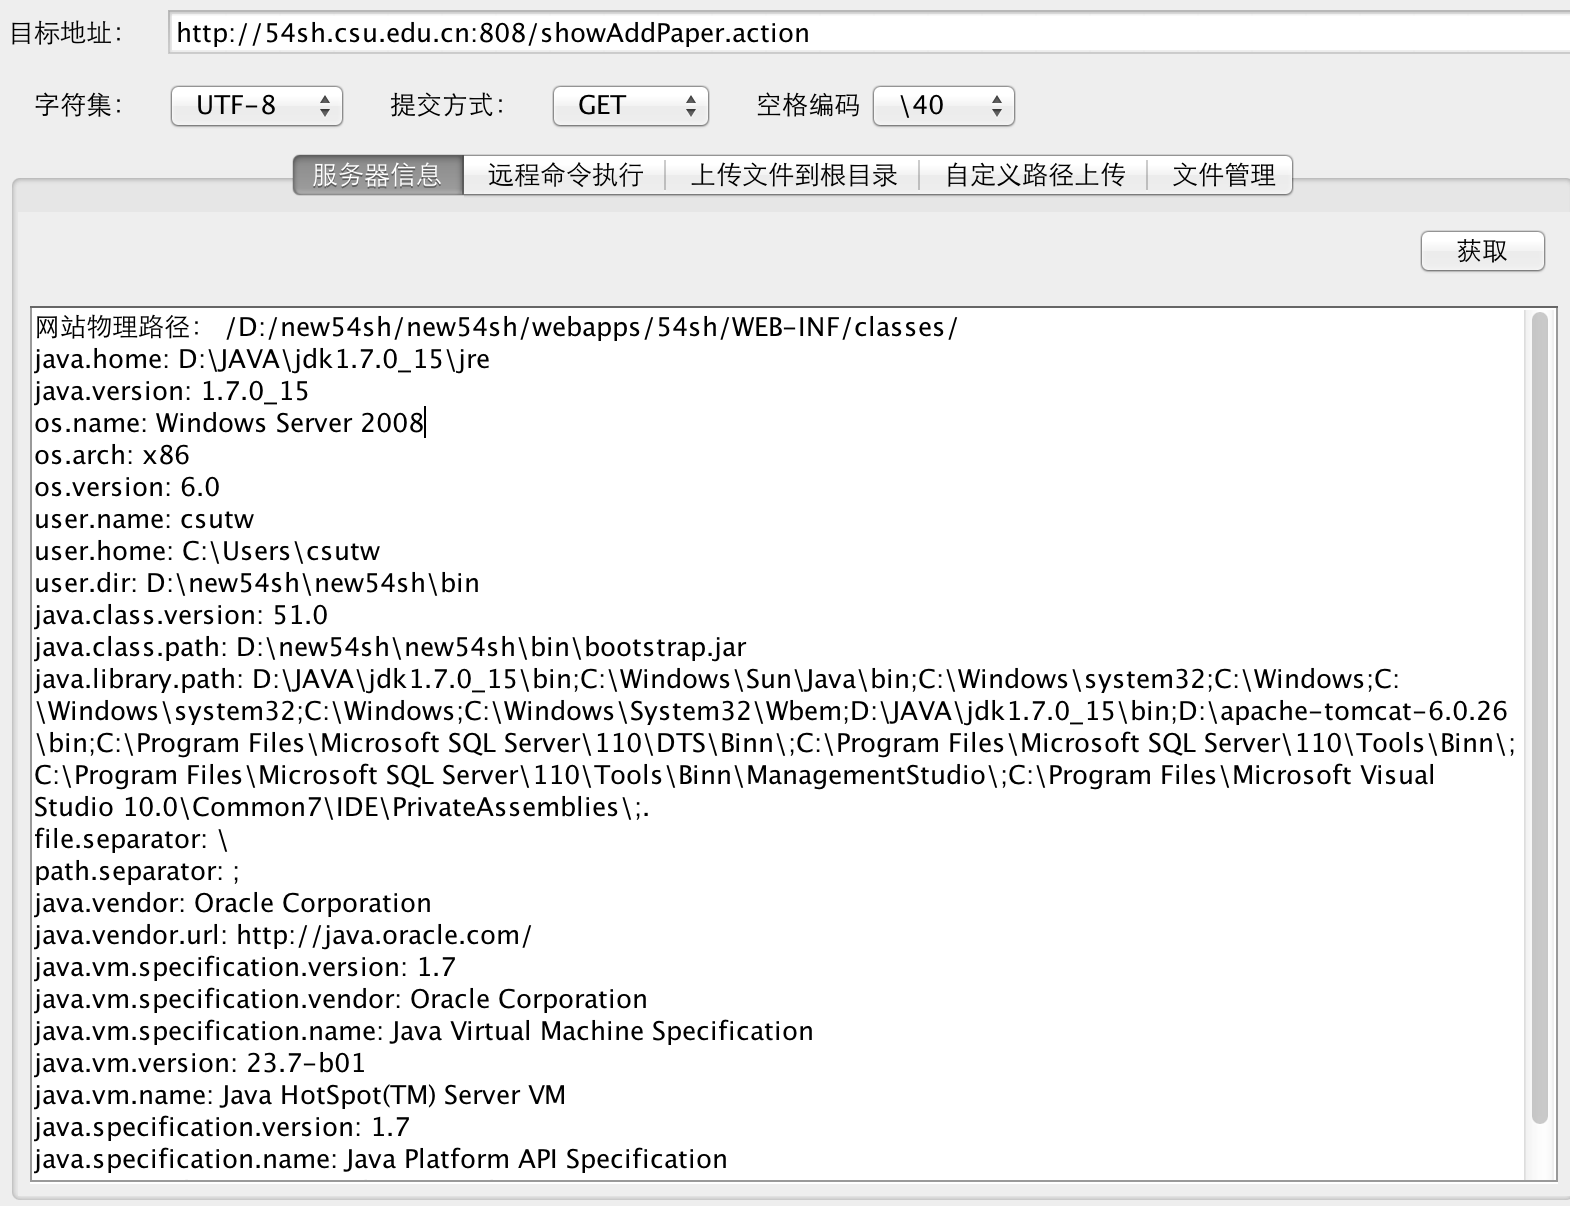 目标地址： http://54sh.csu.edu.cn:808/showAddPaper.action
字符集： UTF-8 提交方式： GET 空格编码 \40
服务器信息 远程命令执行 上传文件到根目录 自定义路径上传 文件管理
获取
网站物理路径： /D:/new54sh/new54sh/webapps/54sh/WEB-INF/classes/
java.home: D:\JAVA\jdk1.7.0_15\jre
java.version: 1.7.0_15
os.name: Windows Server 2008
os.arch: x86
os.version: 6.0
user.name: csutw
user.home: C:\Users\csutw
user.dir: D:\new54sh\new54sh\bin
java.class.version: 51.0
java.class.path: D:\new54sh\new54sh\bin\bootstrap.jar
java.library.path: D:\JAVA\jdk1.7.0_15\bin;C:\Windows\Sun\Java\bin;C:\Windows\system32;C:\Windows;C:
\Windows\system32;C:\Windows;C:\Windows\System32\Wbem;D:\JAVA\jdk1.7.0_15\bin;D:\apache-tomcat-6.0.26
\bin;C:\Program Files\Microsoft SQL Server\110\DTS\Binn\;C:\Program Files\Microsoft SQL Server\110\Tools\Binn\;
C:\Program Files\Microsoft SQL Server\110\Tools\Binn\ManagementStudio\;C:\Program Files\Microsoft Visual
Studio 10.0\Common7\IDE\PrivateAssemblies\;.
file.separator: \
path.separator: ;
java.vendor: Oracle Corporation
java.vendor.url: http://java.oracle.com/
java.vm.specification.version: 1.7
java.vm.specification.vendor: Oracle Corporation
java.vm.specification.name: Java Virtual Machine Specification
java.vm.version: 23.7-b01
java.vm.name: Java HotSpot(TM) Server VM
java.specification.version: 1.7
java.specification.name: Java Platform API Specification